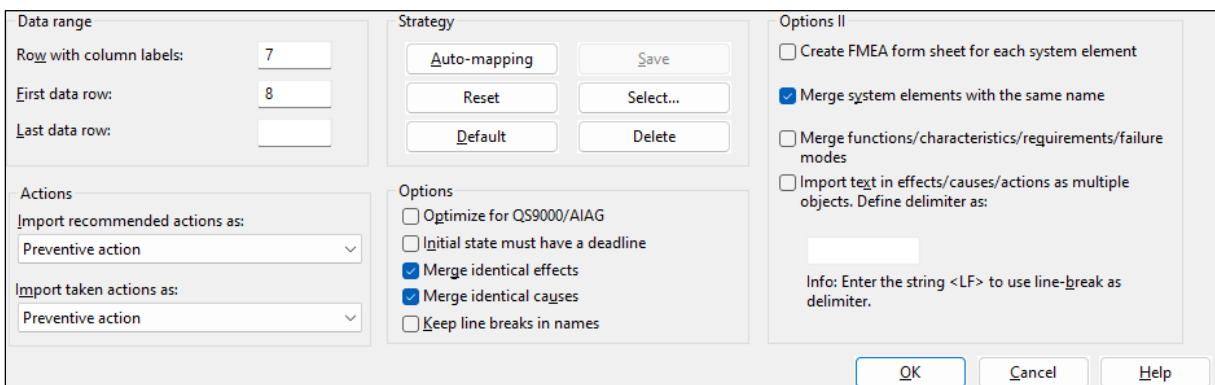 Data range
Row with column labels:
7
First data row:
8
Last data row:
Actions
Import recommended actions as:
Preventive action
Import taken actions as:
Preventive action
Strategy
Auto-mapping
Save
Reset
Select...
Default
Delete
Options
Optimize for QS9000/AIAG
Initial state must have a deadline
Merge identical effects
Merge identical causes
Keep line breaks in names
Options II
Create FMEA form sheet for each system element
Merge system elements with the same name
Merge functions/characteristics/requirements/failure
modes
Import text in effects/causes/actions as multiple
objects. Define delimiter as:
Info: Enter the string <LF> to use line-break as
delimiter.
OK
Cancel
Help